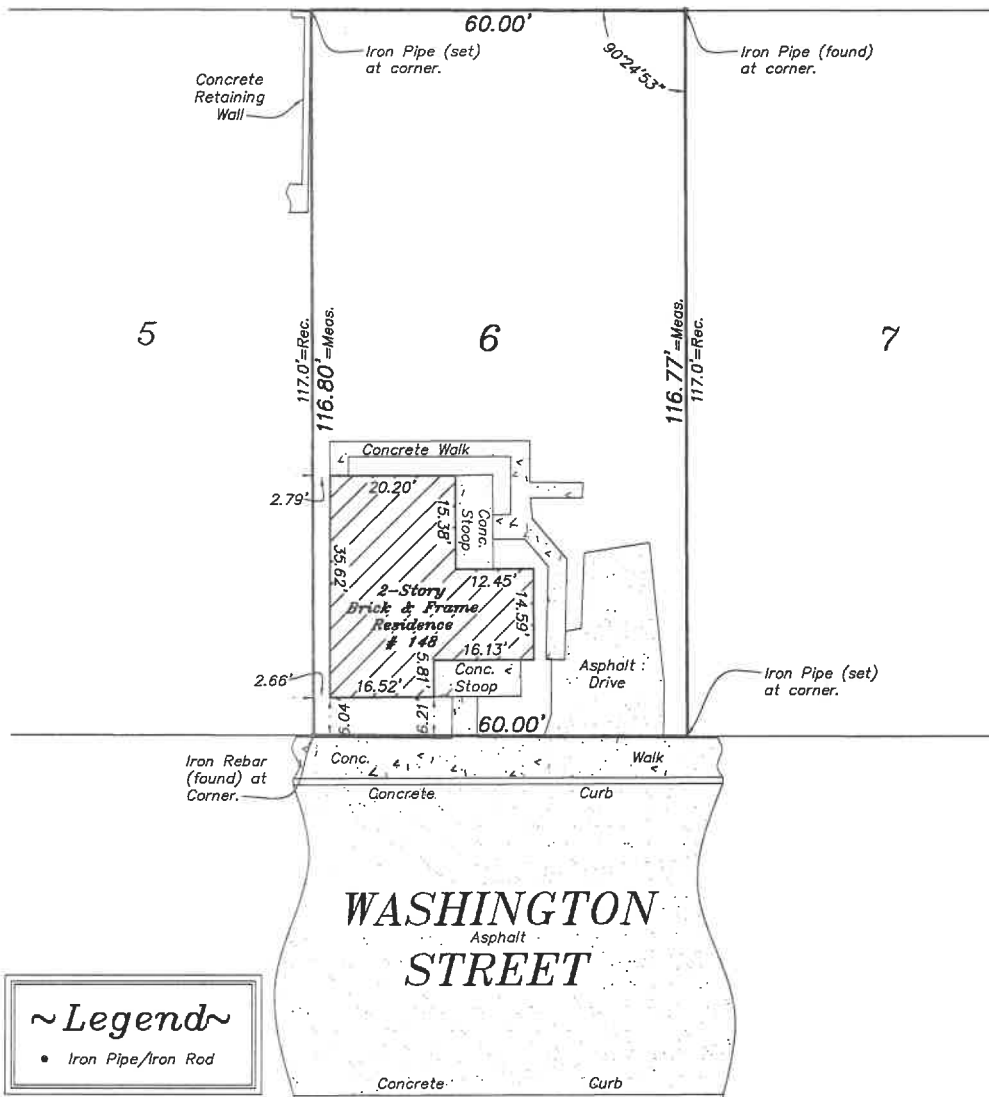 60.00'
Iron Pipe (set)
at corner.
90°24'53"
Iron Pipe (found)
at corner.
Concrete
Retaining
Wall
5
117.0'=Rec.
116.80'=Meas.
6
116.77'=Meas.
117.0'=Rec.
7
Concrete Walk
2.79'
20.20'
15.38'
Conc.
Stoop
35.62'
12.45'
2-Story
Brick & Frame
Residence
# 148
14.59'
16.13'
5.81'
2.66'
16.52'
Conc.
Stoop
Asphalt
Drive
Iron Pipe (set)
at corner.
6.04
6.21
60.00'
Iron Rebar
(found) at
Corner.
Conc.
Walk
Concrete
Curb
WASHINGTON
Asphalt
STREET
~Legend~
• Iron Pipe/Iron Rod
Concrete
Curb